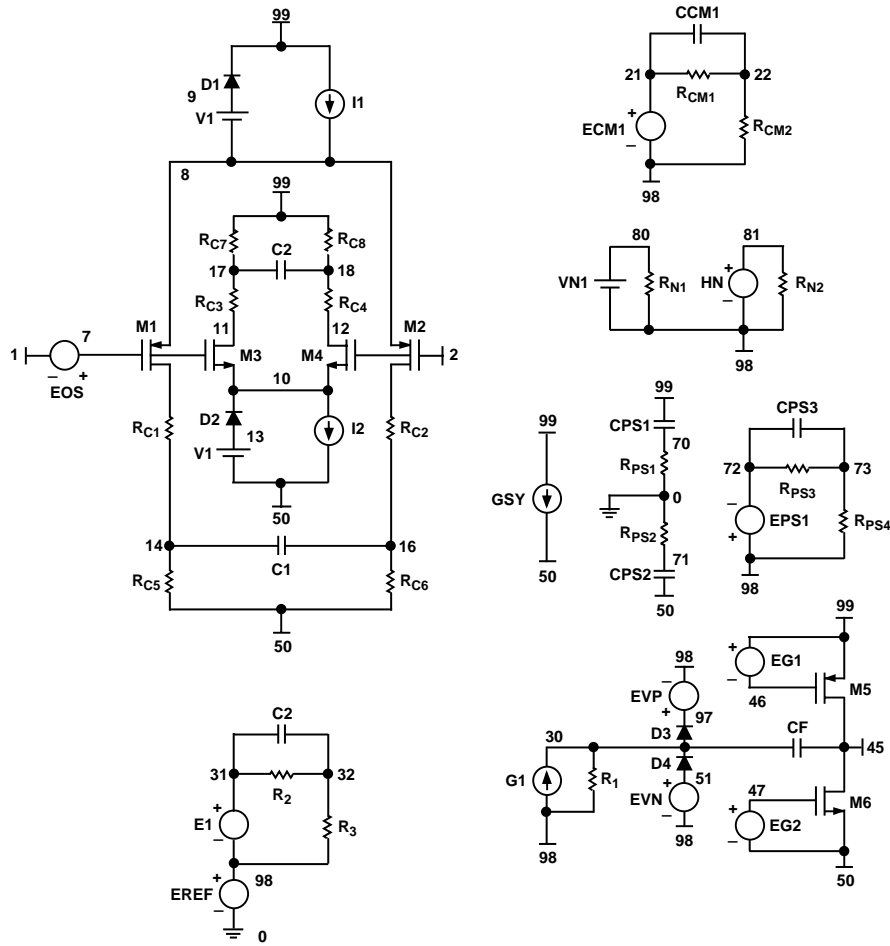 99
D1
9
V1
I1
8
99
RC7
RC8
C2
17
18
RC3
RC4
11
12
M1
M2
7
1
EOS
M3
M4
2
10
D2
13
V1
I2
RC1
RC2
50
14
16
C1
RC5
RC6
50
C2
31
32
R2
E1
R3
98
EREF
0
CCM1
21
22
RCM1
ECM1
RCM2
98
80
81
VN1
RN1
HN
RN2
98
99
GSY
50
99
CPS1
70
RPS1
0
RPS2
71
CPS2
50
CPS3
72
73
RPS3
EPS1
RPS4
98
99
EG1
M5
46
98
EVP
97
D3
CF
30
45
D4
G1
R1
51
EVN
47
M6
EG2
98
98
50